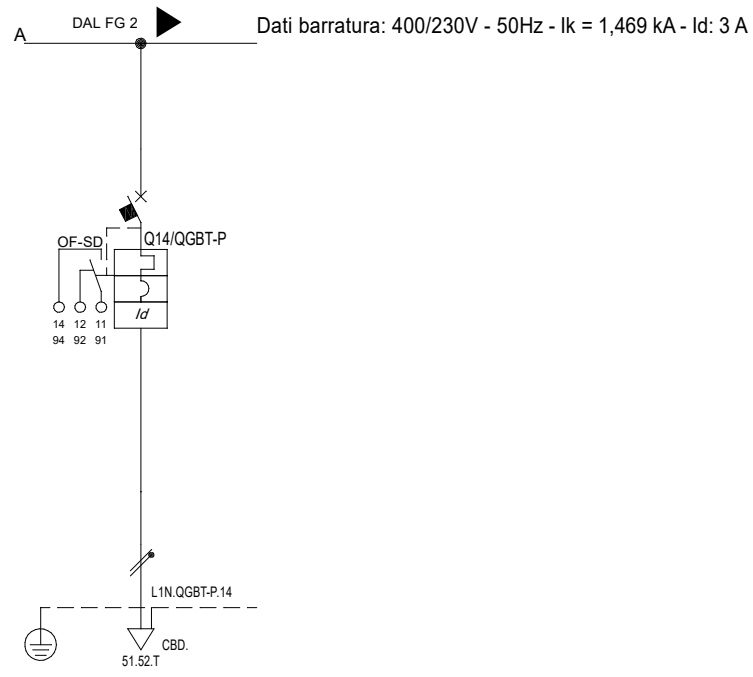 DAL FG 2
Dati barratura: 400/230V - 50Hz - Ik = 1,469 kA - Id: 3 A
A
OF-SD
Q14/QGBT-P
Id
14 12 11
94 92 91
L1N.QGBT-P.14
CBD.
51.52.T